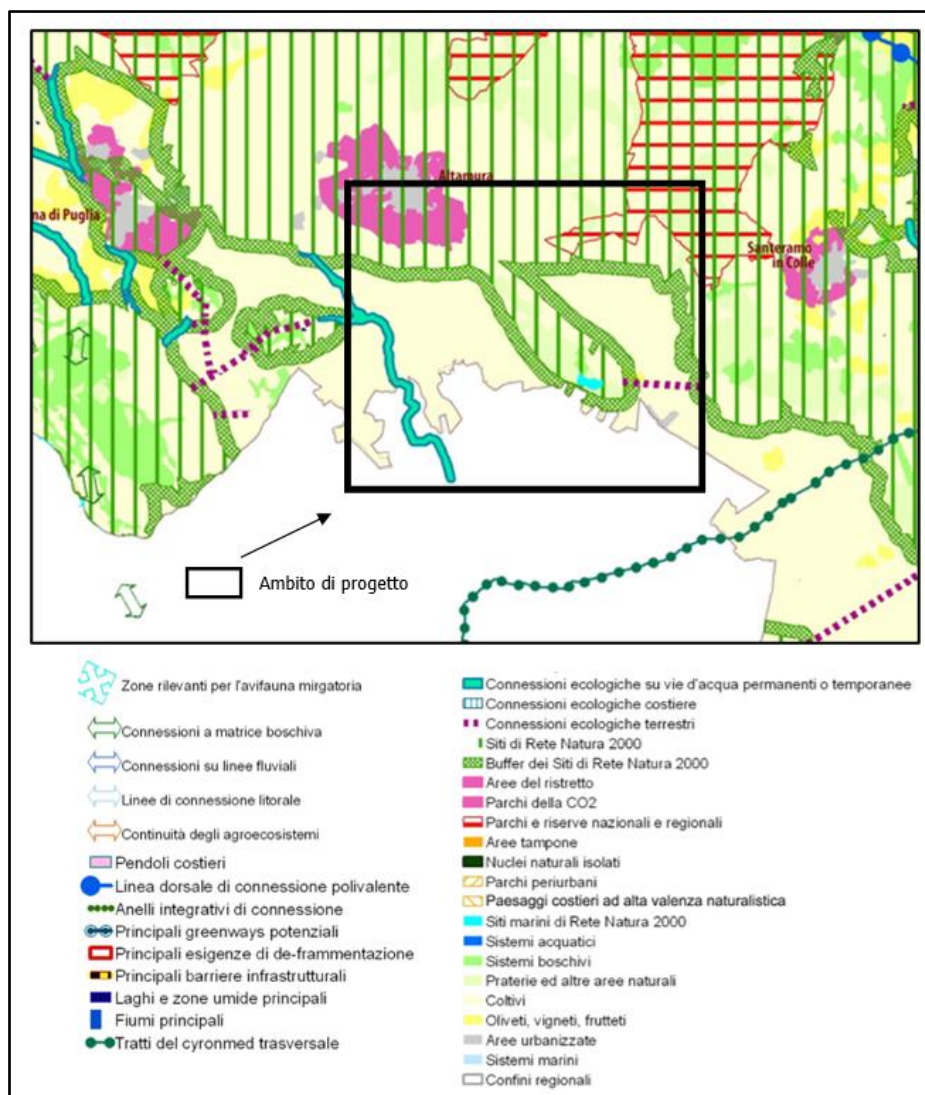 Altamura
na di Puglia
Santeramo
in Colle
Ambito di progetto
Zone rilevanti per l'avifauna mirgatoria
Connessioni a matrice boschiva
Connessioni su linee fluviali
Linee di connessione litorale
Continuità degli agroecosistemi
Pendoli costieri
Linea dorsale di connessione polivalente
Anelli integrativi di connessione
Principali greenways potenziali
Principali esigenze di de-frammentazione
Principali barriere infrastrutturali
Laghi e zone umide principali
Fiumi principali
Tratti del cyronmed trasversale
Connessioni ecologiche su vie d'acqua permanenti o temporanee
Connessioni ecologiche costiere
Connessioni ecologiche terrestri
Siti di Rete Natura 2000
Buffer dei Siti di Rete Natura 2000
Aree del ristretto
Parchi della CO2
Parchi e riserve nazionali e regionali
Aree tampone
Nuclei naturali isolati
Parchi periurbani
Paesaggi costieri ad alta valenza naturalistica
Siti marini di Rete Natura 2000
Sistemi acquatici
Sistemi boschivi
Praterie ed altre aree naturali
Coltivi
Oliveti, vigneti, frutteti
Aree urbanizzate
Sistemi marini
Confini regionali